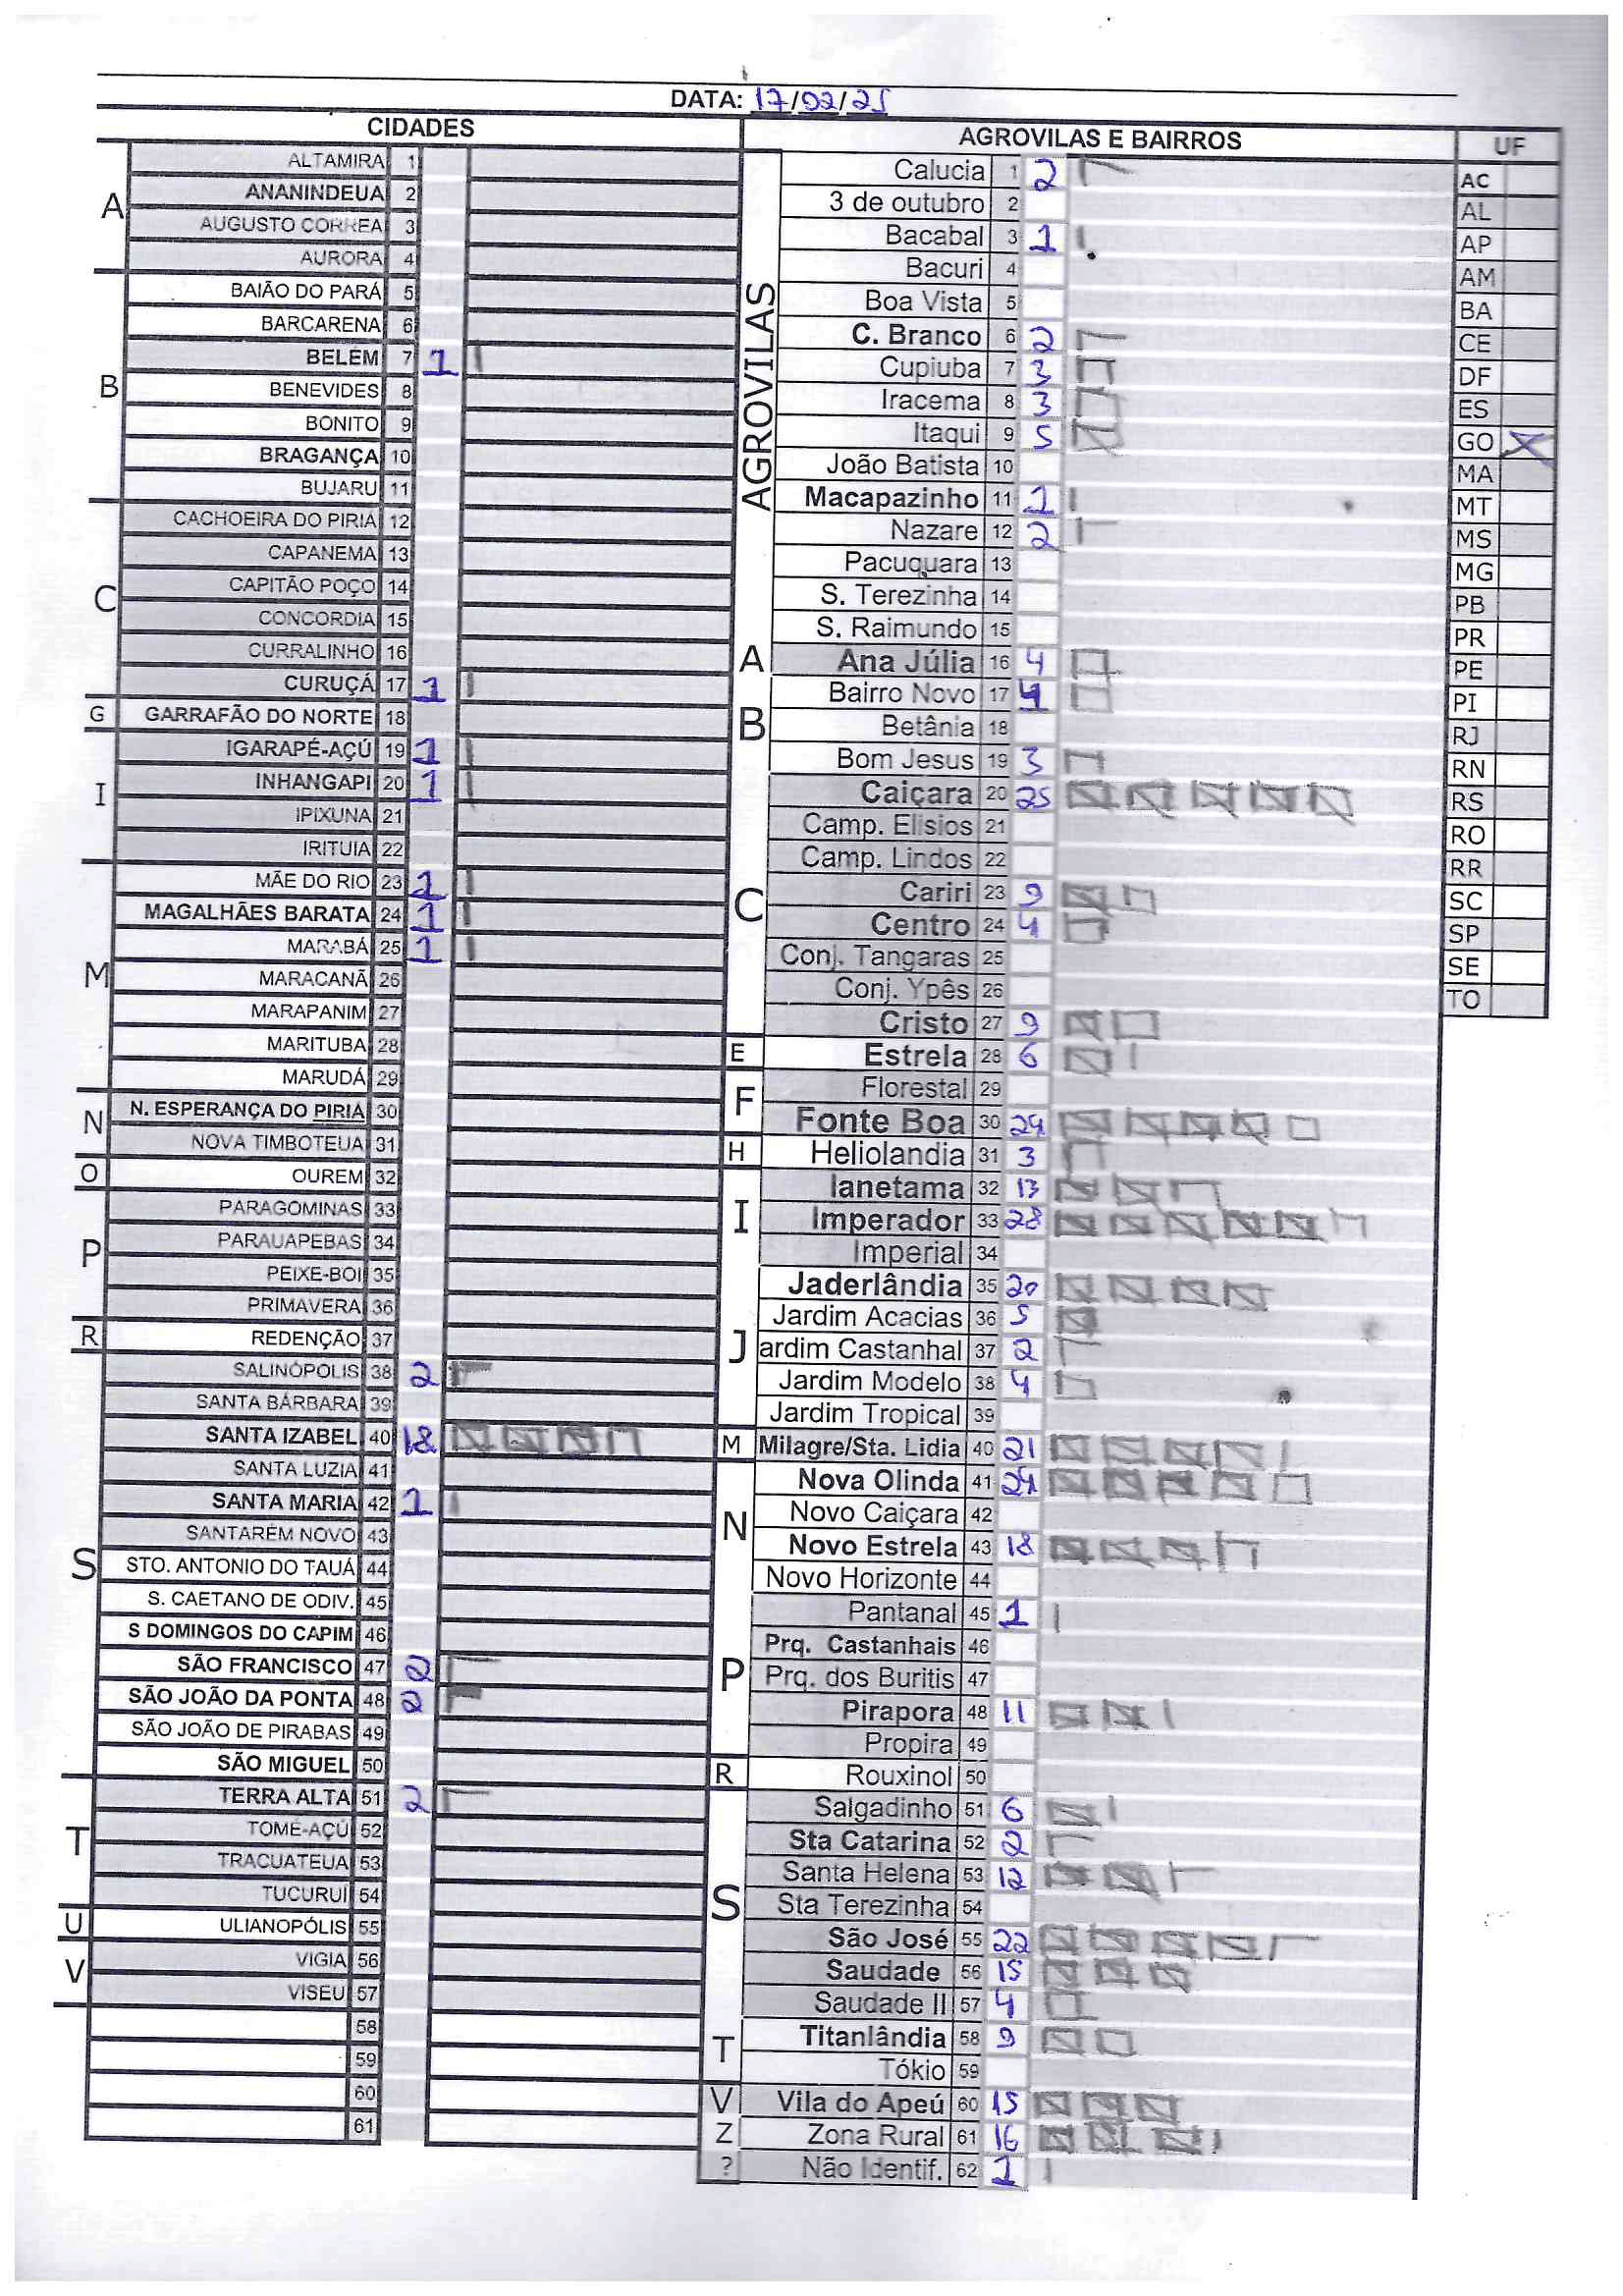 DATA: 17/02/25
CIDADES
A
ALTAMIRA 1
ANANINDEUA 2
AUGUSTO CORREA 3
AURORA 4
B
BAIÃO DO PARÁ 5
BARCARENA 6
BELÉM 7 1
BENEVIDES 8
BONITO 9
BRAGANÇA 10
BUJARU 11
C
CACHOEIRA DO PIRIÁ 12
CAPANEMA 13
CAPITÃO POÇO 14
CONCORDIA 15
CURRALINHO 16
CURUÇÁ 17 1
G
GARRAFÃO DO NORTE 18
I
IGARAPÉ-AÇÚ 19 1
INHANGAPI 20 1
IPIXUNA 21
IRITUIA 22
M
MÃE DO RIO 23 1
MAGALHÃES BARATA 24 1
MARABÁ 25 1
MARACANÃ 26
MARAPANIM 27
MARITUBA 28
MARUDÁ 29
N
N. ESPERANÇA DO PIRIÁ 30
NOVA TIMBOTEUA 31
O
OUREM 32
P
PARAGOMINAS 33
PARAUAPEBAS 34
PEIXE-BOI 35
PRIMAVERA 36
R
REDENÇÃO 37
S
SALINÓPOLIS 38 2
SANTA BÁRBARA 39
SANTA IZABEL 40 18
SANTA LUZIA 41
SANTA MARIA 42 1
SANTARÉM NOVO 43
STO. ANTONIO DO TAUÁ 44
S. CAETANO DE ODIV. 45
S DOMINGOS DO CAPIM 46
SÃO FRANCISCO 47 2
SÃO JOÃO DA PONTA 48 2
SÃO JOÃO DE PIRABAS 49
SÃO MIGUEL 50
T
TERRA ALTA 51 2
TOMÉ-AÇÚ 52
TRACUATEUA 53
TUCURUÍ 54
U
ULIANOPÓLIS 55
V
VIGIA 56
VISEU 57
58
59
60
61
AGROVILAS E BAIRROS
AGROVILAS
Calucia 1 2
3 de outubro 2
Bacabal 3 1
Bacuri 4
Boa Vista 5
C. Branco 6 2
Cupiuba 7 3
Iracema 8 3
Itaqui 9 5
João Batista 10
Macapazinho 11 1
Nazare 12 2
Pacuquara 13
S. Terezinha 14
S. Raimundo 15
A
Ana Júlia 16 4
B
Bairro Novo 17 4
Betânia 18
Bom Jesus 19 3
C
Caiçara 20 25
Camp. Elisios 21
Camp. Lindos 22
Cariri 23 9
Centro 24 4
Conj. Tangaras 25
Conj. Ypês 26
Cristo 27 9
E
Estrela 28 6
F
Florestal 29
Fonte Boa 30 24
H
Heliolandia 31 3
I
Ianetama 32 13
Imperador 33 28
Imperial 34
J
Jaderlândia 35 20
Jardim Acacias 36 5
ardim Castanhal 37 2
Jardim Modelo 38 4
Jardim Tropical 39
M
Milagre/Sta. Lidia 40 21
N
Nova Olinda 41 24
Novo Caiçara 42
Novo Estrela 43 18
Novo Horizonte 44
P
Pantanal 45 1
Prq. Castanhais 46
Prq. dos Buritis 47
Pirapora 48 11
Propira 49
R
Rouxinol 50
S
Salgadinho 51 6
Sta Catarina 52 2
Santa Helena 53 12
Sta Terezinha 54
São José 55 22
Saudade 56 15
Saudade II 57 4
T
Titanlândia 58 9
Tókio 59
V
Vila do Apeú 60 15
Z
Zona Rural 61 16
?
Não Identif. 62 1
UF
AC
AL
AP
AM
BA
CE
DF
ES
GO X
MA
MT
MS
MG
PB
PR
PE
PI
RJ
RN
RS
RO
RR
SC
SP
SE
TO